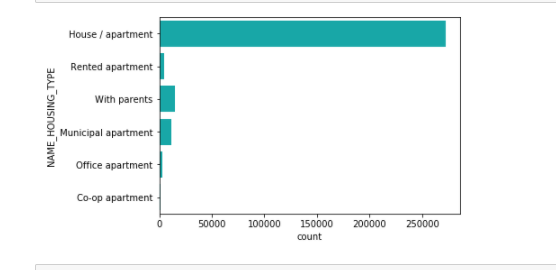 NAME_HOUSING_TYPE
House / apartment
Rented apartment
With parents
Municipal apartment
Office apartment
Co-op apartment
0 50000 100000 150000 200000 250000
count